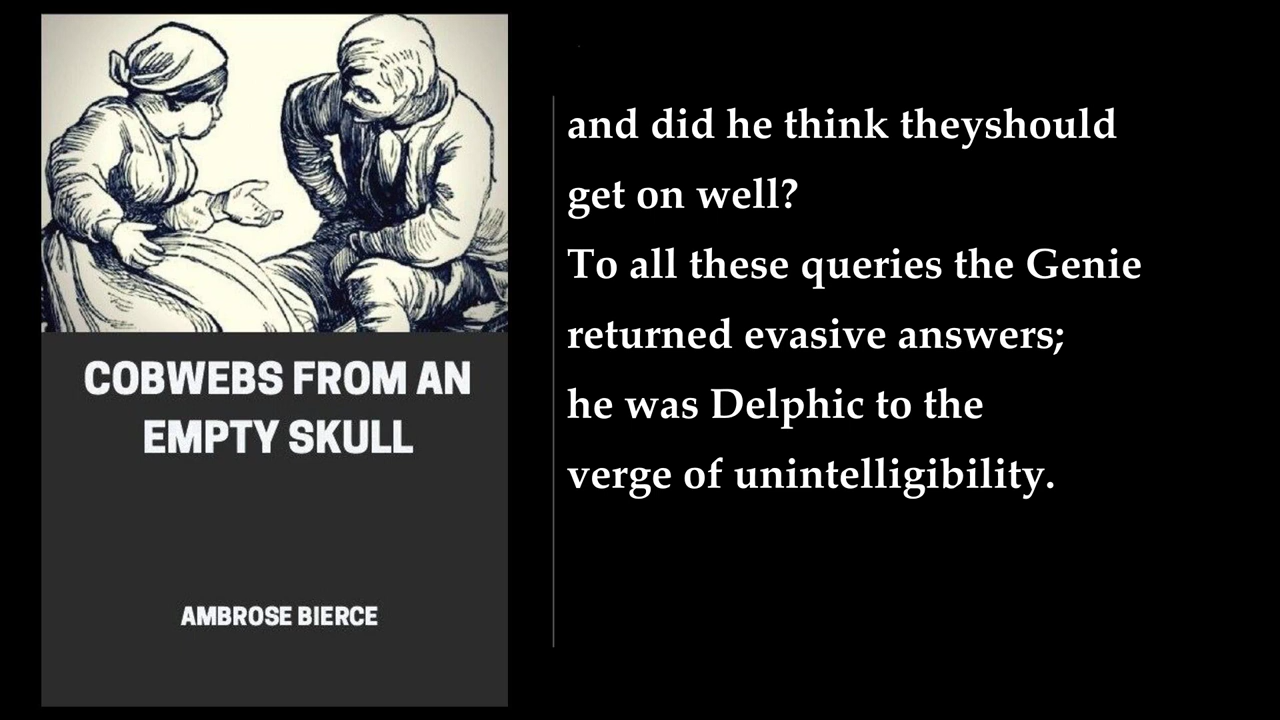 COBWEBS FROM AN
EMPTY SKULL
AMBROSE BIERCE
and did he think theyshould
get on well?
To all these queries the Genie
returned evasive answers;
he was Delphic to the
verge of unintelligibility.